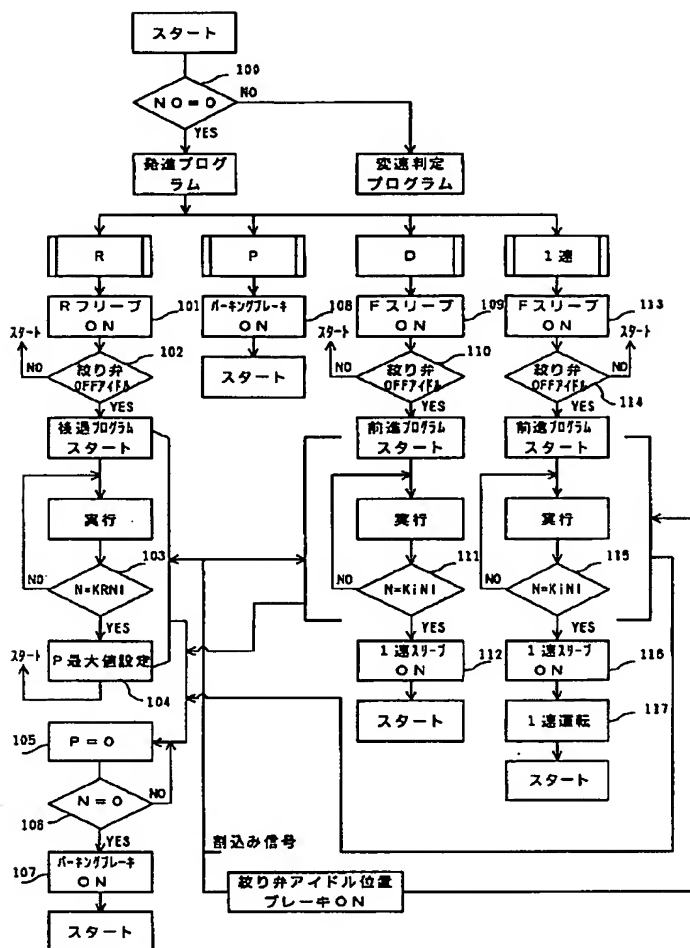 スタート
100
NO=0
NO
YES
発進プログ
ラム
変速判定
プログラム
R
P
D
1速
Rフリーブ
ON
101
パーキングブレーキ
ON
108
Fスリーブ
ON
109
Fスリーブ
ON
113
スタート
102
絞り弁
OFFアイドル
NO
YES
スタート
スタート
110
絞り弁
OFFアイドル
NO
YES
スタート
絞り弁
OFFアイドル
NO
114
YES
後退プログラム
スタート
前進プログラム
スタート
前進プログラム
スタート
実行
実行
実行
103
N=KRNI
NO
YES
111
N=KiNI
NO
YES
115
N=KiNI
NO
YES
スタート
P最大値設定
104
1速スリーブ
ON
112
1速スリーブ
ON
116
スタート
1速運転
117
スタート
105
P=0
N=0
NO
106
YES
107
パーキングブレーキ
ON
スタート
割込み信号
絞り弁アイドル位置
ブレーキON